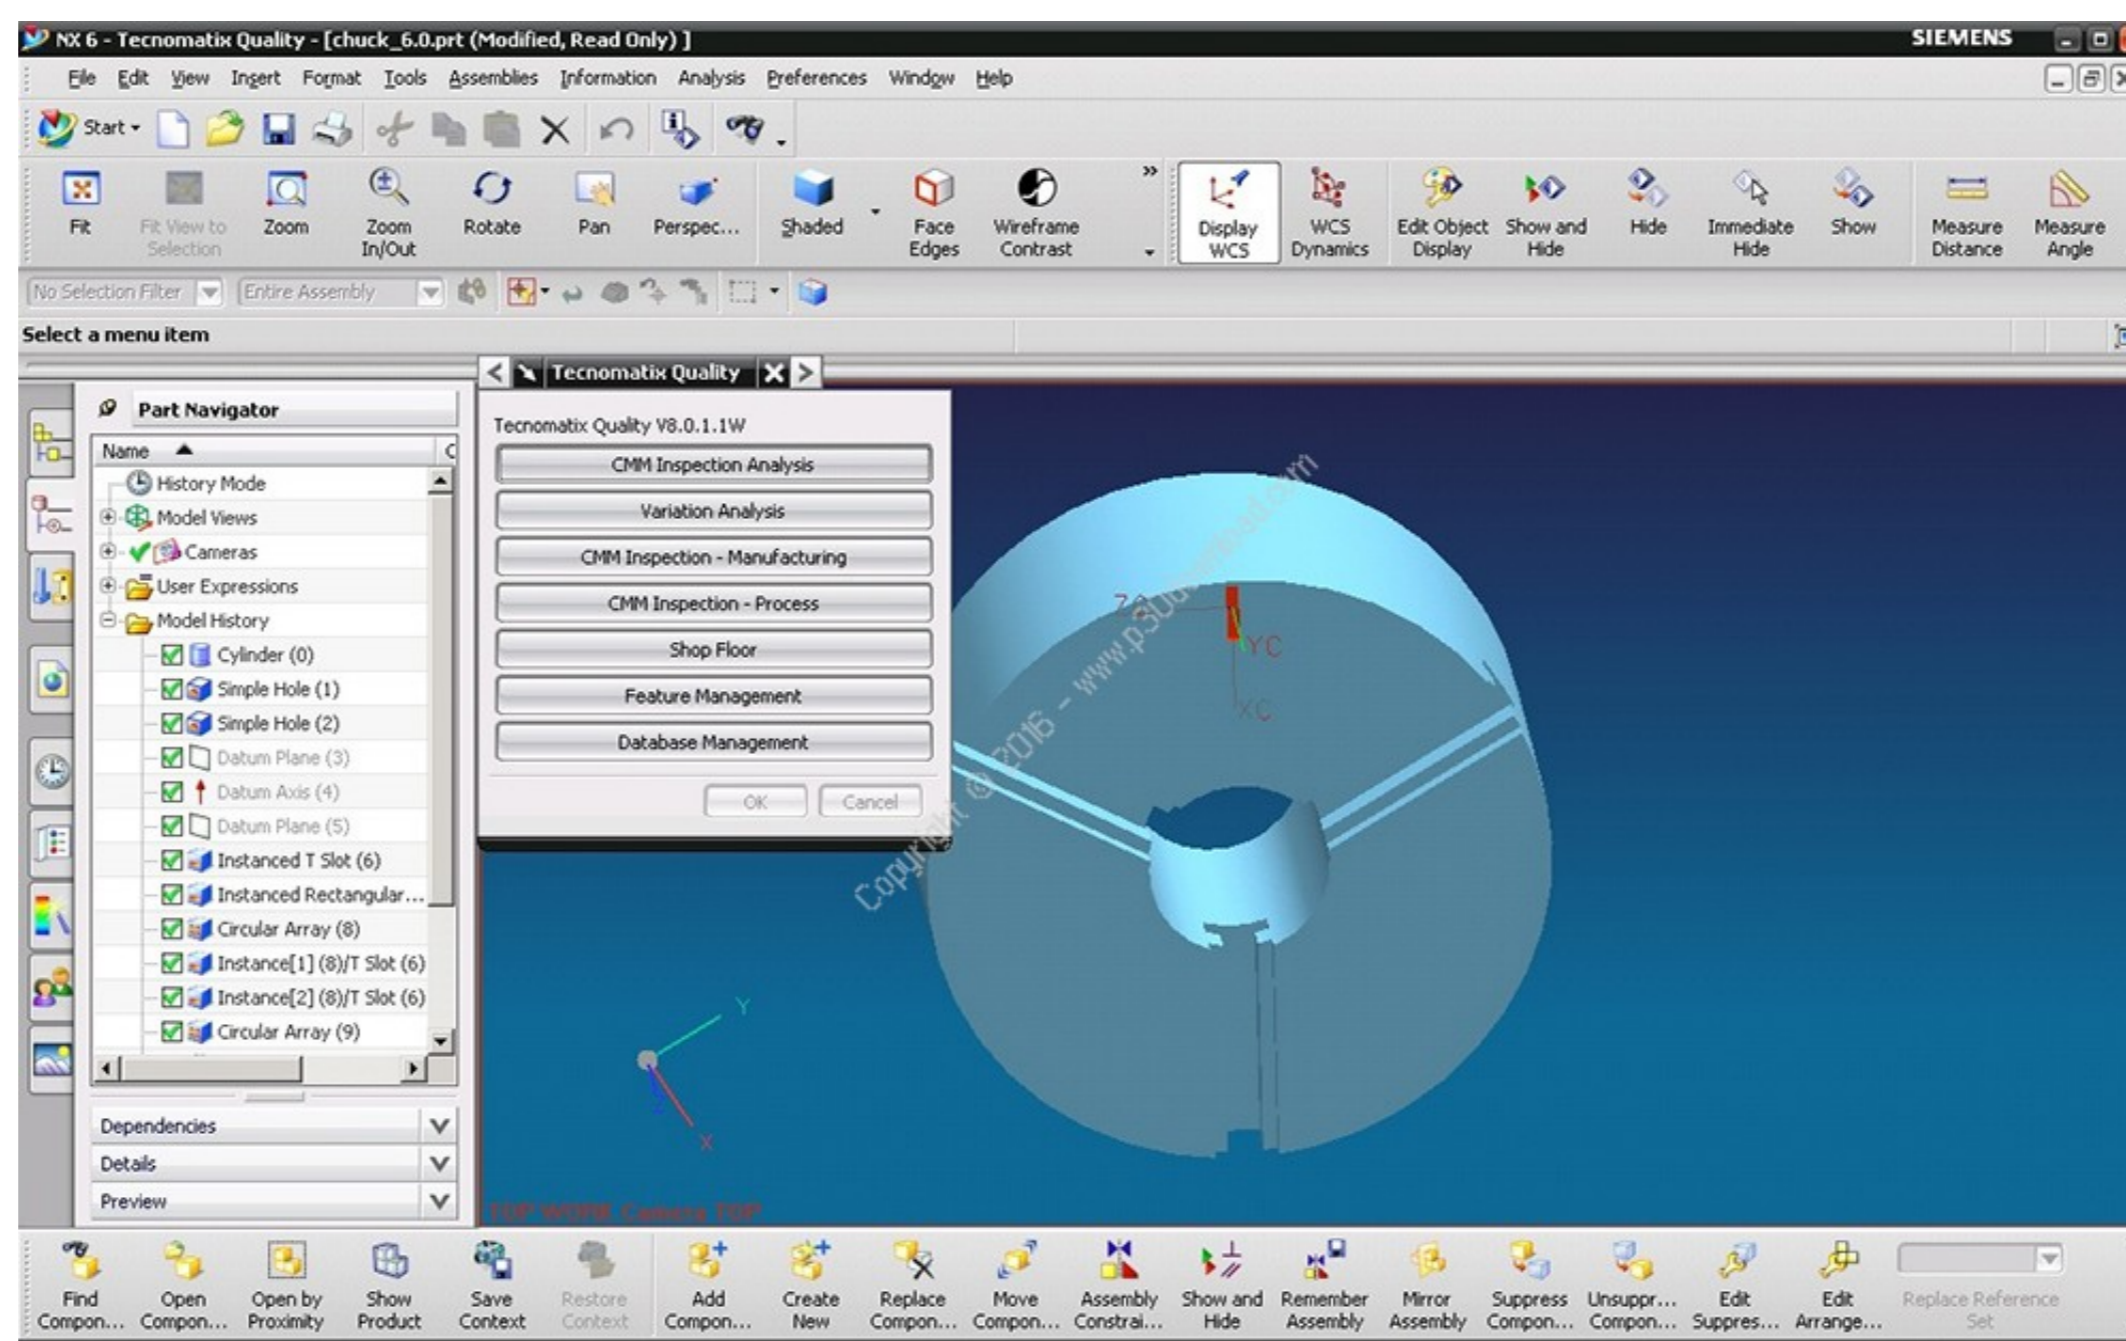 NX 6 - Tecnomatix Quality - [chuck_6.0.prt (Modified, Read Only) ]
SIEMENS
File Edit View Insert Format Tools Assemblies Information Analysis Preferences Window Help
Start
Fit
Fit View to Selection
Zoom
Zoom In/Out
Rotate
Pan
Perspec...
Shaded
Face Edges
Wireframe Contrast
Display WCS
WCS Dynamics
Edit Object Display
Show and Hide
Hide
Immediate Hide
Show
Measure Distance
Measure Angle
No Selection Filter
Entire Assembly
Select a menu item
Part Navigator
Name
History Mode
Model Views
Cameras
User Expressions
Model History
Cylinder (0)
Simple Hole (1)
Simple Hole (2)
Datum Plane (3)
Datum Axis (4)
Datum Plane (5)
Instanced T Slot (6)
Instanced Rectangular...
Circular Array (8)
Instance[1] (8)/T Slot (6)
Instance[2] (8)/T Slot (6)
Circular Array (9)
Dependencies
Details
Preview
Tecnomatix Quality
Tecnomatix Quality V8.0.1.1W
CMM Inspection Analysis
Variation Analysis
CMM Inspection - Manufacturing
CMM Inspection - Process
Shop Floor
Feature Management
Database Management
OK Cancel
YC
XC
Copyright © 2016 - www.p30download.com
Y
Z
X
TOP WORK Camera TOP
Find Compon...
Open Compon...
Open by Proximity
Show Product
Save Context
Restore Context
Add Compon...
Create New
Replace Compon...
Move Compon...
Assembly Constrai...
Show and Hide
Remember Assembly
Mirror Assembly
Suppress Compon...
Unsuppr... Compon...
Edit Suppres...
Edit Arrange...
Replace Reference Set